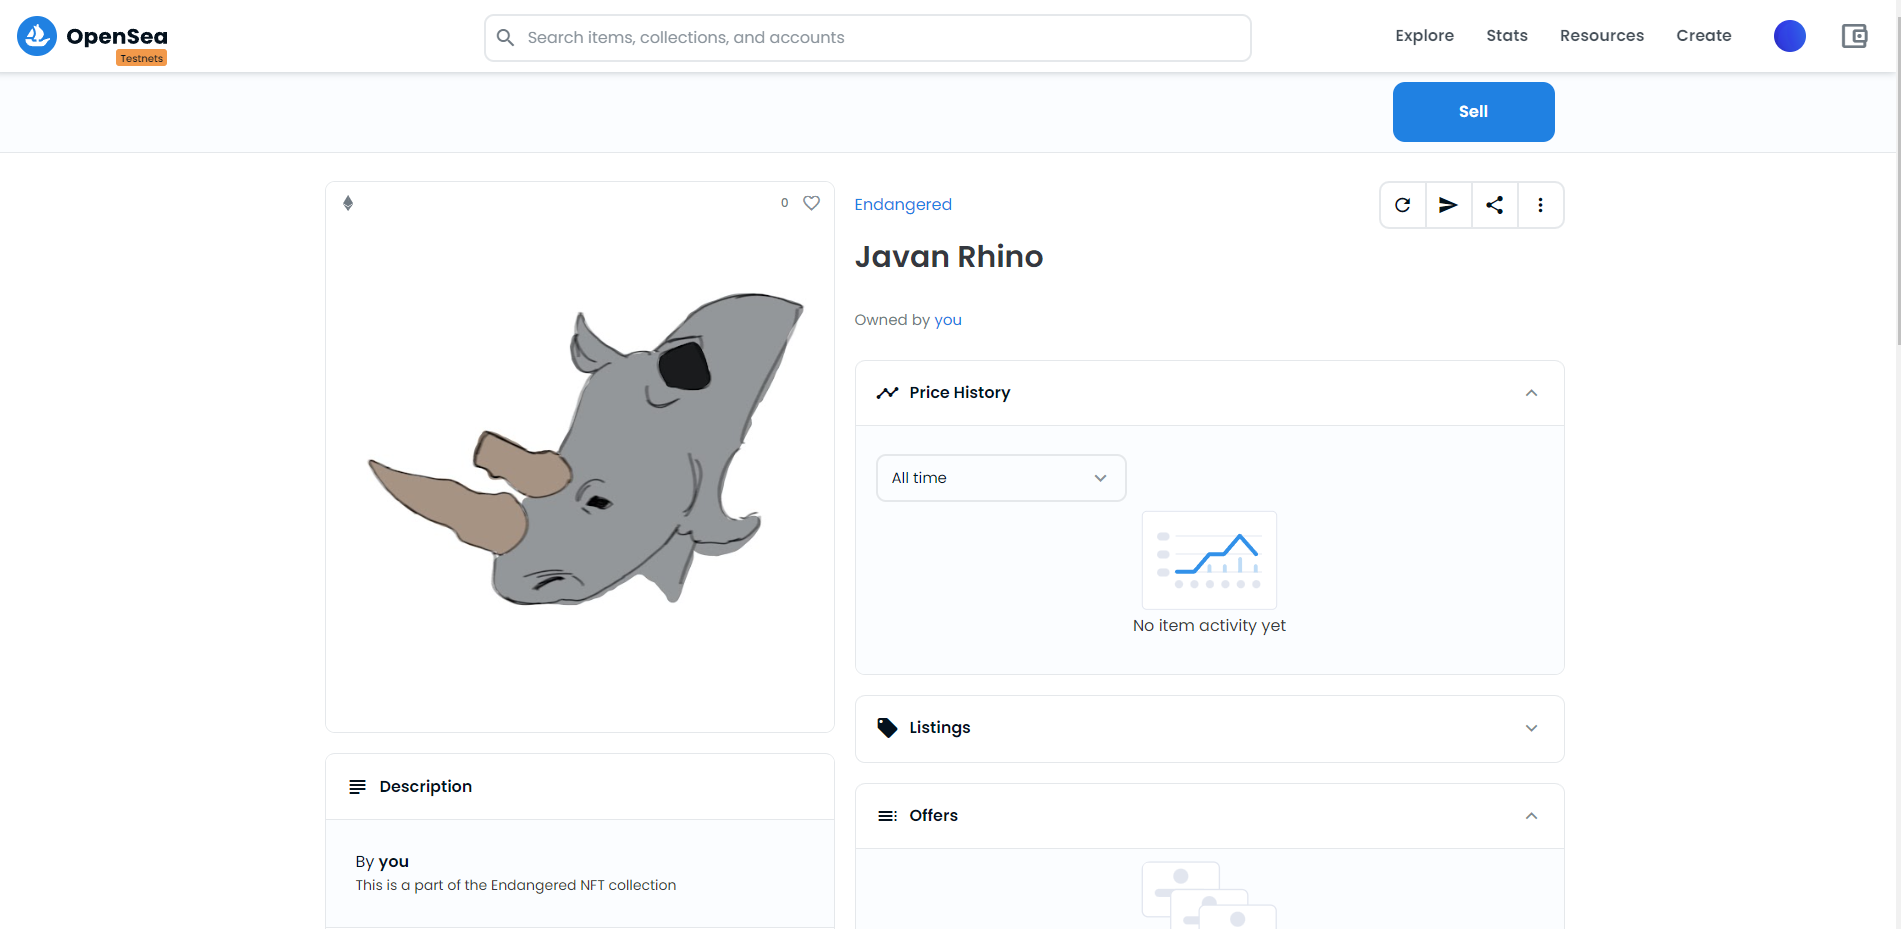 OpenSea
Testnets
Search items, collections, and accounts
Explore
Stats
Resources
Create
Sell
0
Endangered
Javan Rhino
Owned by you
Price History
All time
No item activity yet
Listings
Offers
Description
By you
This is a part of the Endangered NFT collection